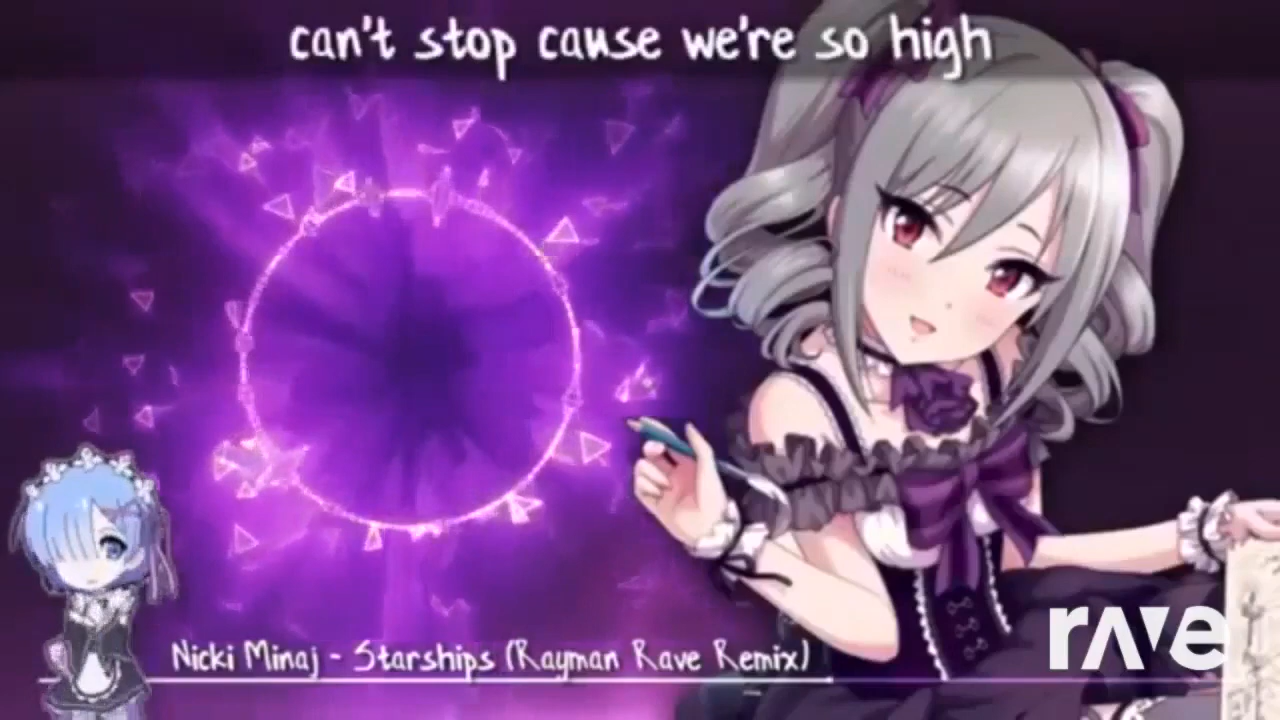 can't stop cause we're so high
Nicki Minaj - Starships (Rayman Rave Remix)
rave